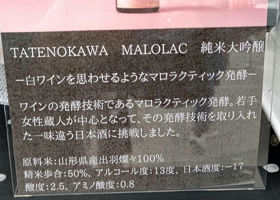 TATENOKAWA MALOLAC 純米大吟醸
―白ワインを思わせるようなマロラクティック発酵―
ワインの発酵技術であるマロラクティック発酵。若手
女性蔵人が中心となって、その発酵技術を取り入れ
た一味違う日本酒に挑戦しました。
原料米:山形県産出羽燦々100%
精米歩合:50%、アルコール度:13度、日本酒度:−17
酸度:2.5、アミノ酸度:0.8